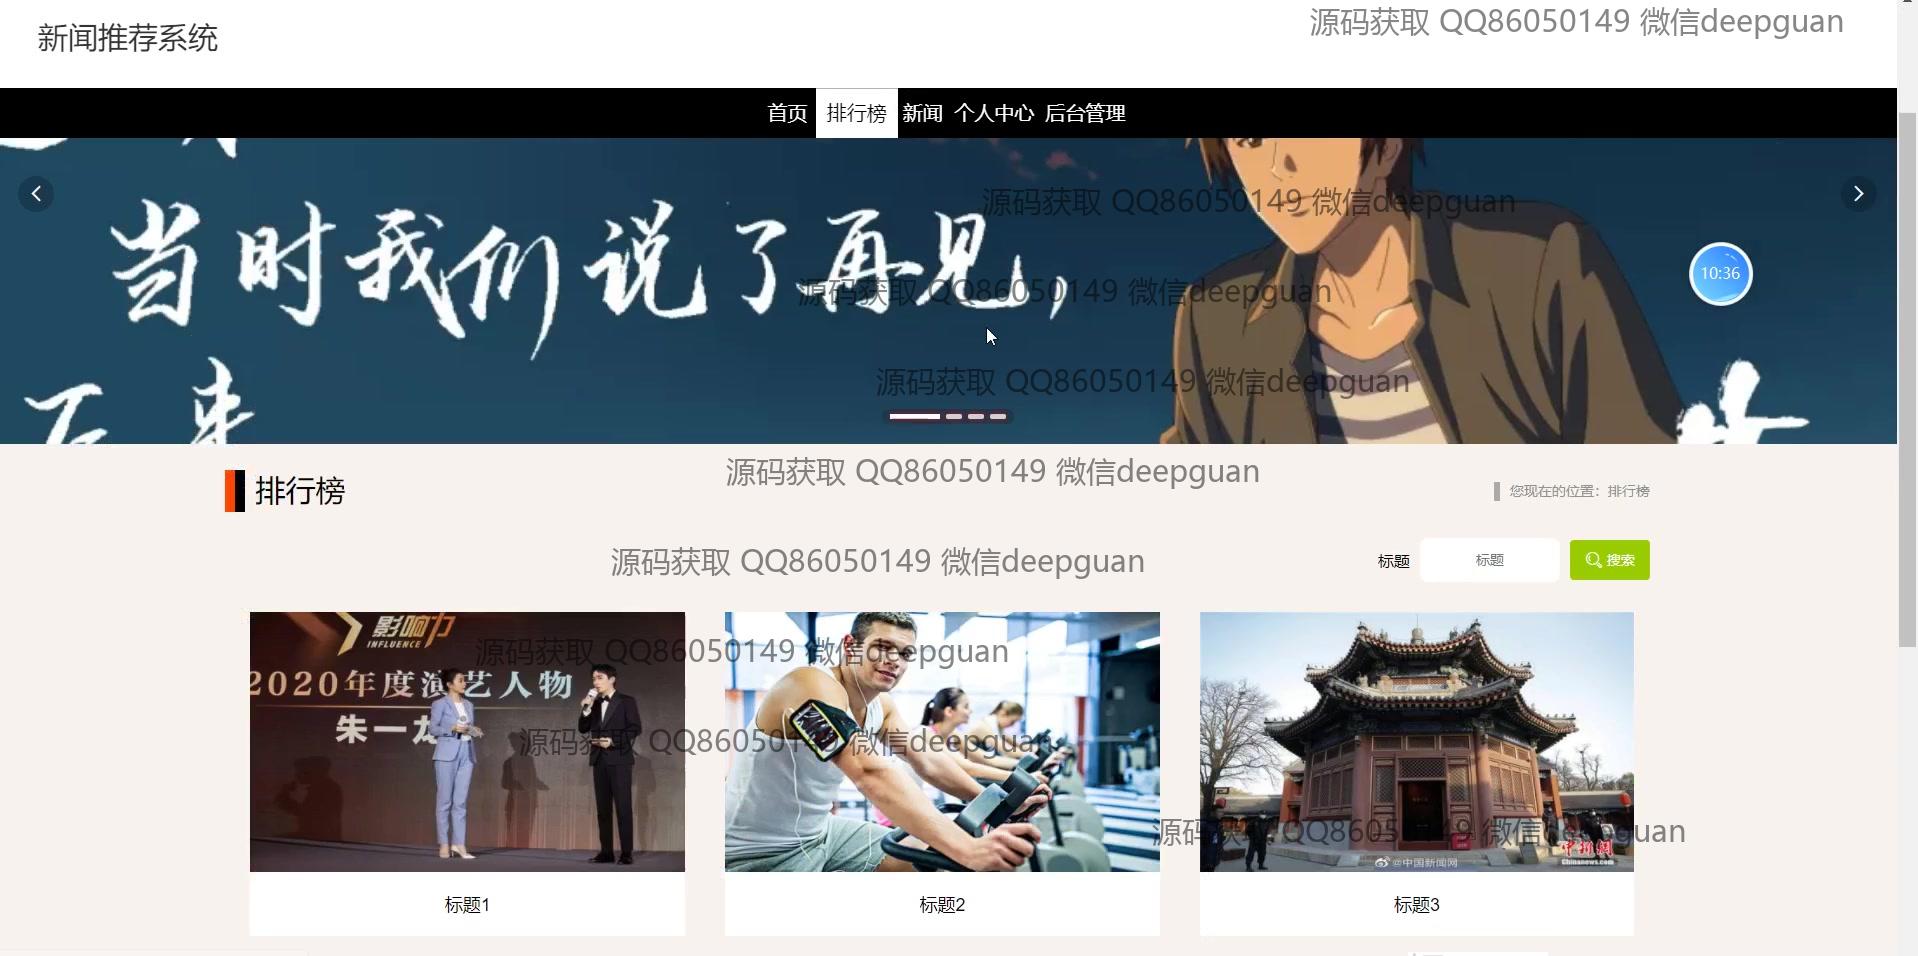 新闻推荐系统
源码获取 QQ86050149 微信deepguan
首页 排行榜 新闻 个人中心 后台管理
源码获取 QQ86050149 微信deepguan
当时我们说了再见，
10:36
源码获取 QQ86050149 微信deepguan
源码获取 QQ86050149 微信deepguan
后来
源码获取 QQ86050149 微信deepguan
排行榜
您现在的位置：排行榜
源码获取 QQ86050149 微信deepguan
标题 标题 搜索
影响力
INFLUENCE
源码获取 QQ86050149 微信deepguan
2020年度演艺人物
朱一龙
源码获取 QQ86050149 微信deepguan
源码获取 QQ86050149 微信deepguan
@中国新闻网
中新网
Chinanews.com
标题1
标题2
标题3